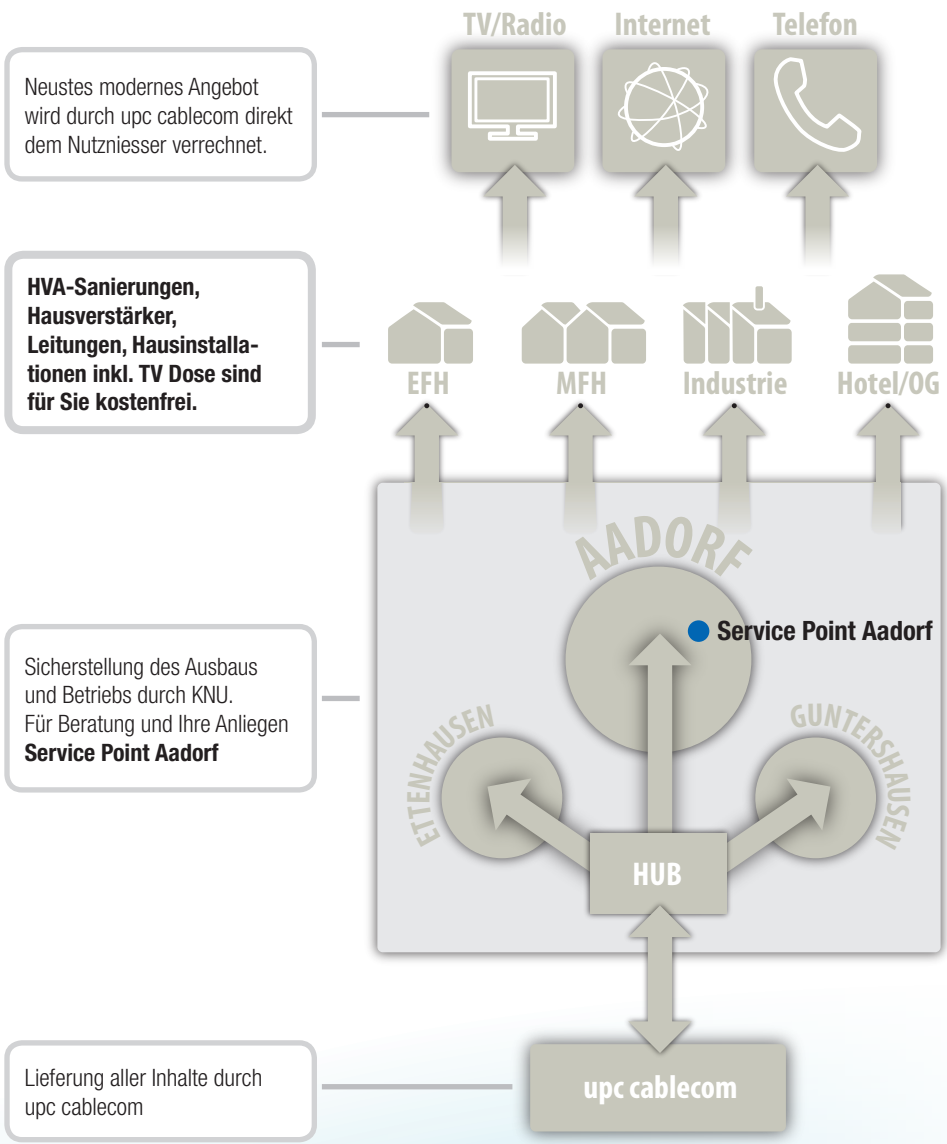 TV/Radio Internet Telefon
Neustes modernes Angebot
wird durch upc cablecom direkt
dem Nutzniesser verrechnet.
HVA-Sanierungen,
Hausverstärker,
Leitungen, Hausinstalla-
tionen inkl. TV Dose sind
für Sie kostenfrei.
EFH MFH Industrie Hotel/OG
AADORF
Service Point Aadorf
Sicherstellung des Ausbaus
und Betriebs durch KNU.
Für Beratung und Ihre Anliegen
Service Point Aadorf
ETTENHAUSEN
GUNTERSHAUSEN
HUB
Lieferung aller Inhalte durch
upc cablecom
upc cablecom